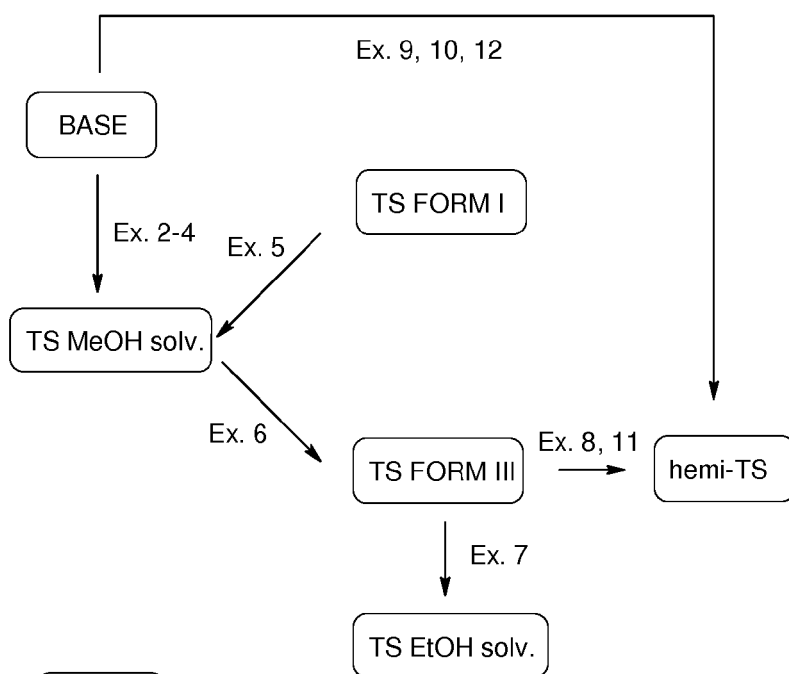 Ex. 9, 10, 12
BASE
TS FORM I
Ex. 2-4
Ex. 5
TS MeOH solv.
Ex. 6
Ex. 8, 11
TS FORM III
hemi-TS
Ex. 7
TS EtOH solv.